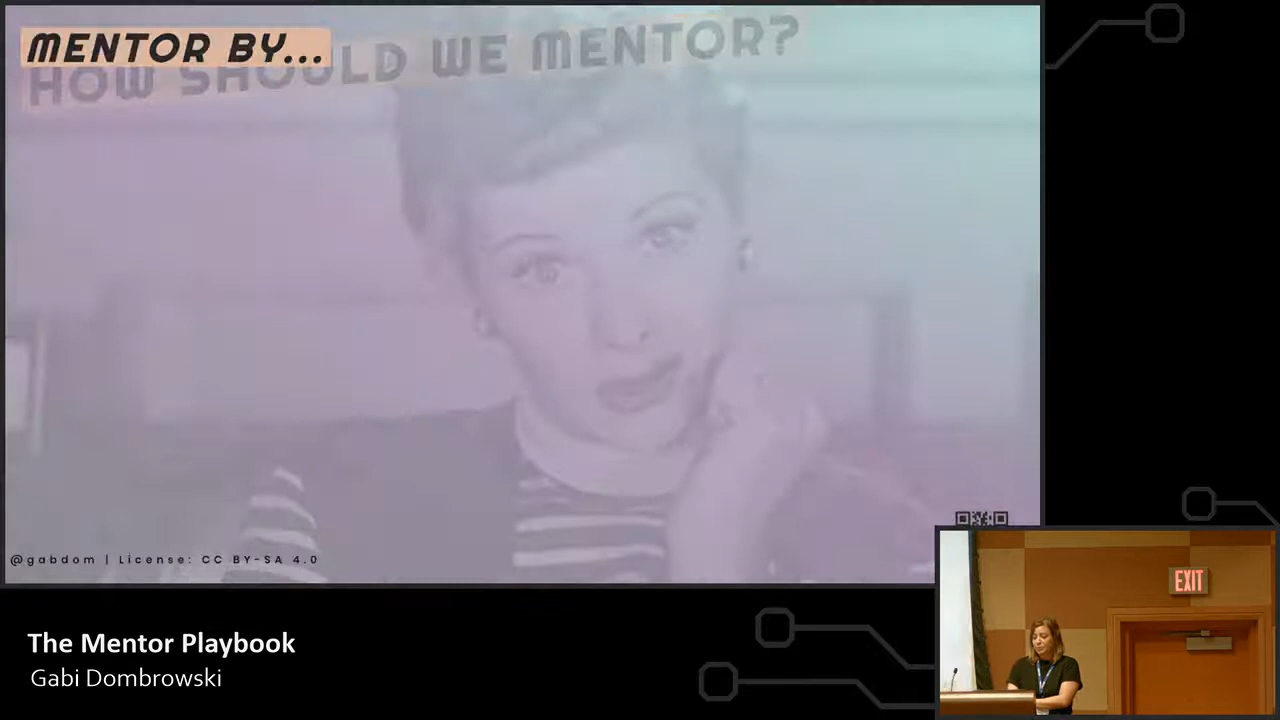 MENTOR BY...
HOW SHOULD WE MENTOR?
@gabdom | License: CC BY-SA 4.0
EXIT
The Mentor Playbook
Gabi Dombrowski